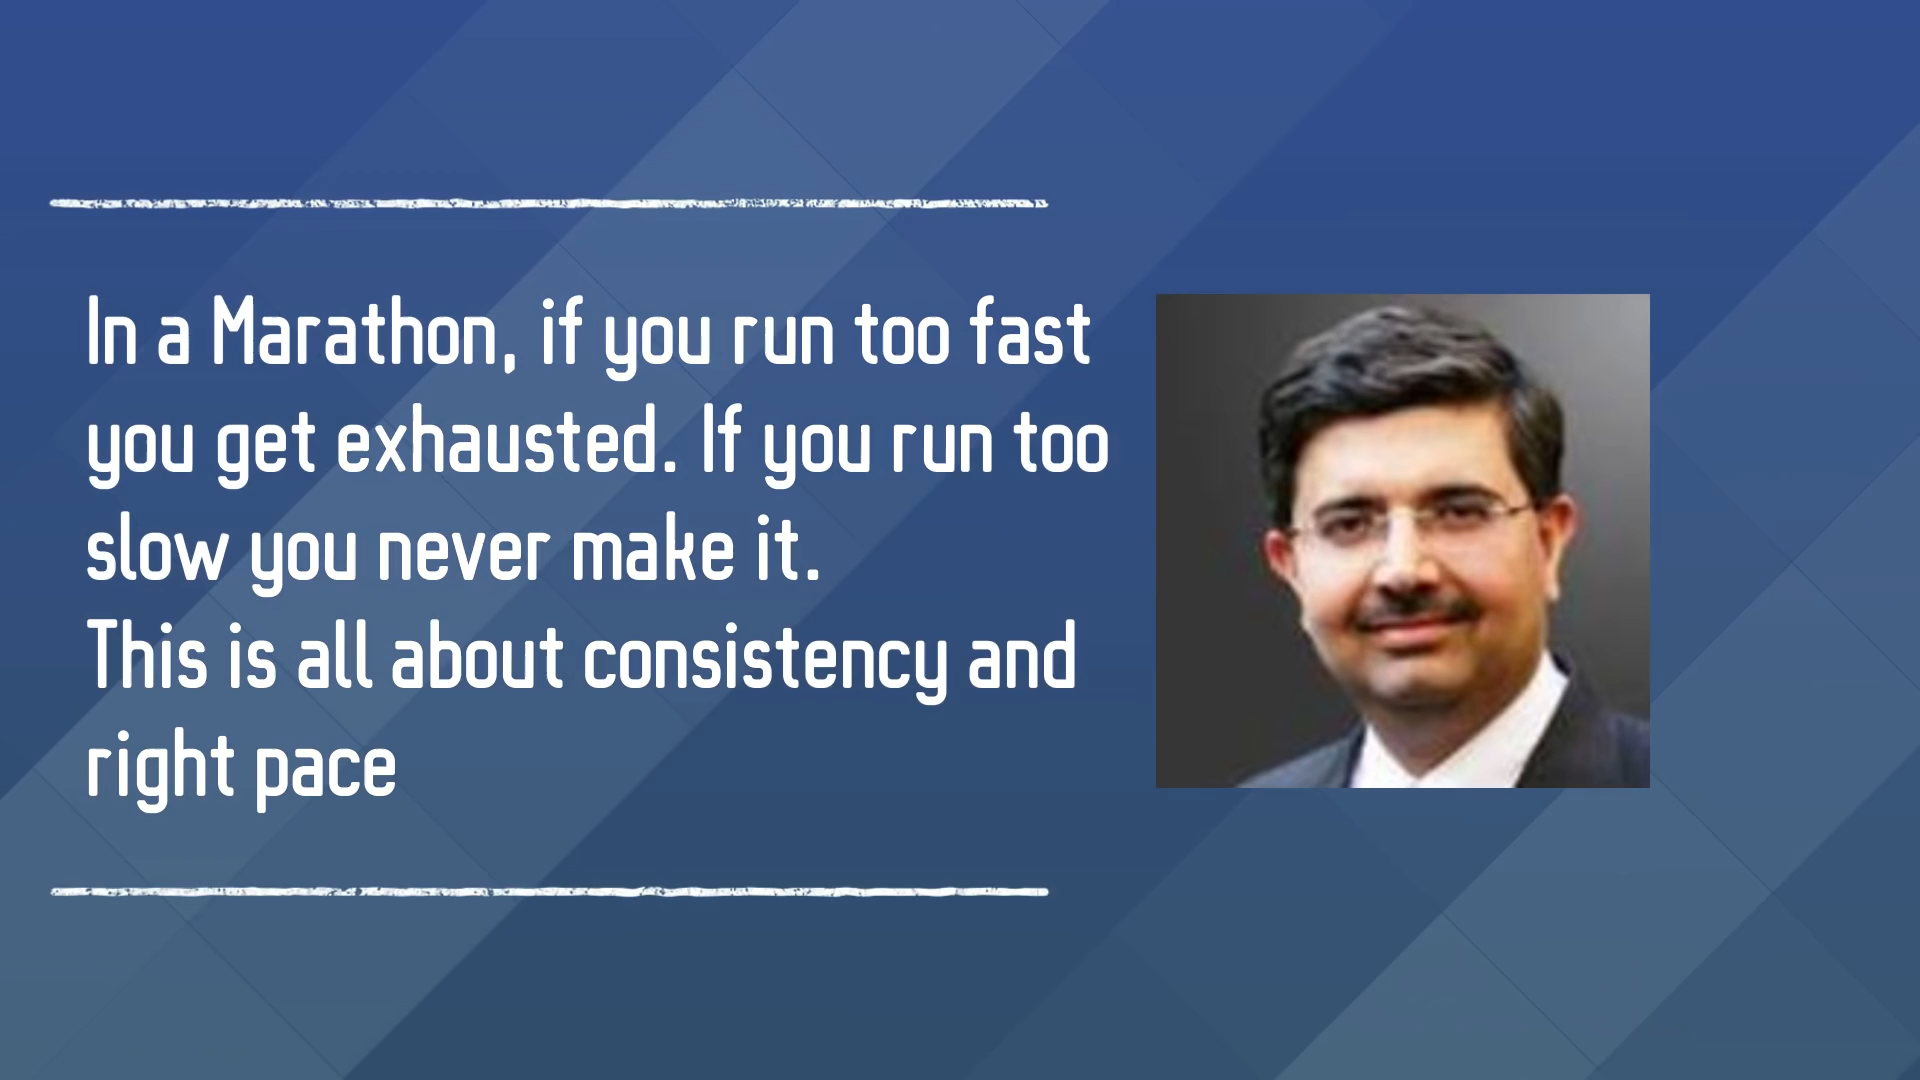 In a Marathon, if you run too fast
you get exhausted. If you run too
slow you never make it.
This is all about consistency and
right pace